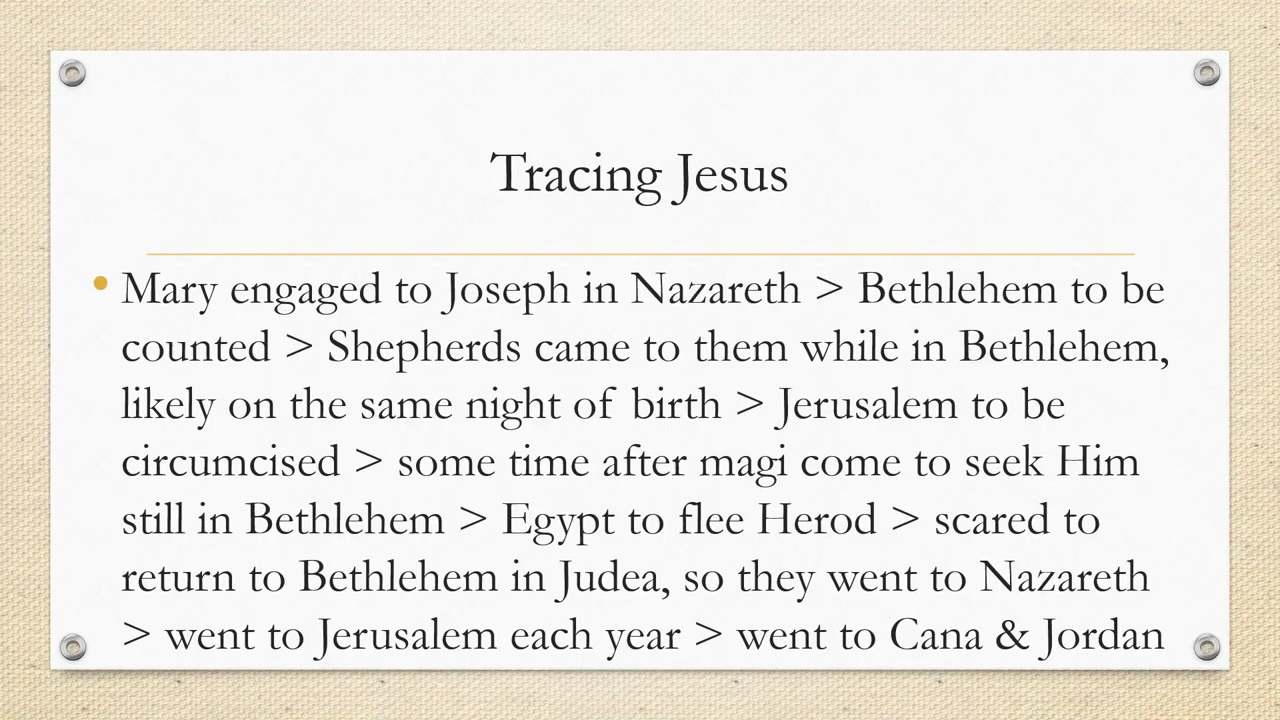 Tracing Jesus
• Mary engaged to Joseph in Nazareth > Bethlehem to be
counted > Shepherds came to them while in Bethlehem,
likely on the same night of birth > Jerusalem to be
circumcised > some time after magi come to seek Him
still in Bethlehem > Egypt to flee Herod > scared to
return to Bethlehem in Judea, so they went to Nazareth
> went to Jerusalem each year > went to Cana & Jordan